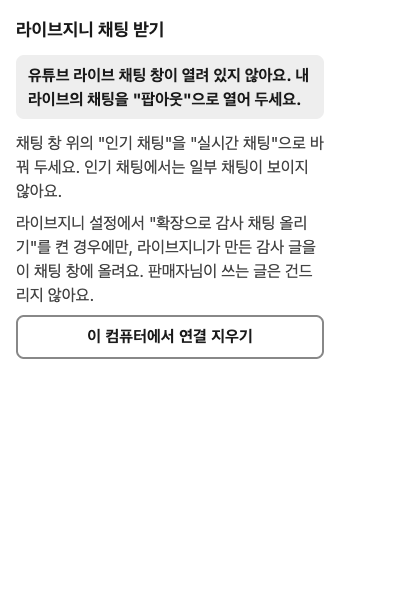 라이브지니 채팅 받기
유튜브 라이브 채팅 창이 열려 있지 않아요. 내
라이브의 채팅을 "팝아웃"으로 열어 두세요.
채팅 창 위의 "인기 채팅"을 "실시간 채팅"으로 바
꿔 두세요. 인기 채팅에서는 일부 채팅이 보이지
않아요.
라이브지니 설정에서 "확장으로 감사 채팅 올리
기"를 켠 경우에만, 라이브지니가 만든 감사 글을
이 채팅 창에 올려요. 판매자님이 쓰는 글은 건드
리지 않아요.
이 컴퓨터에서 연결 지우기